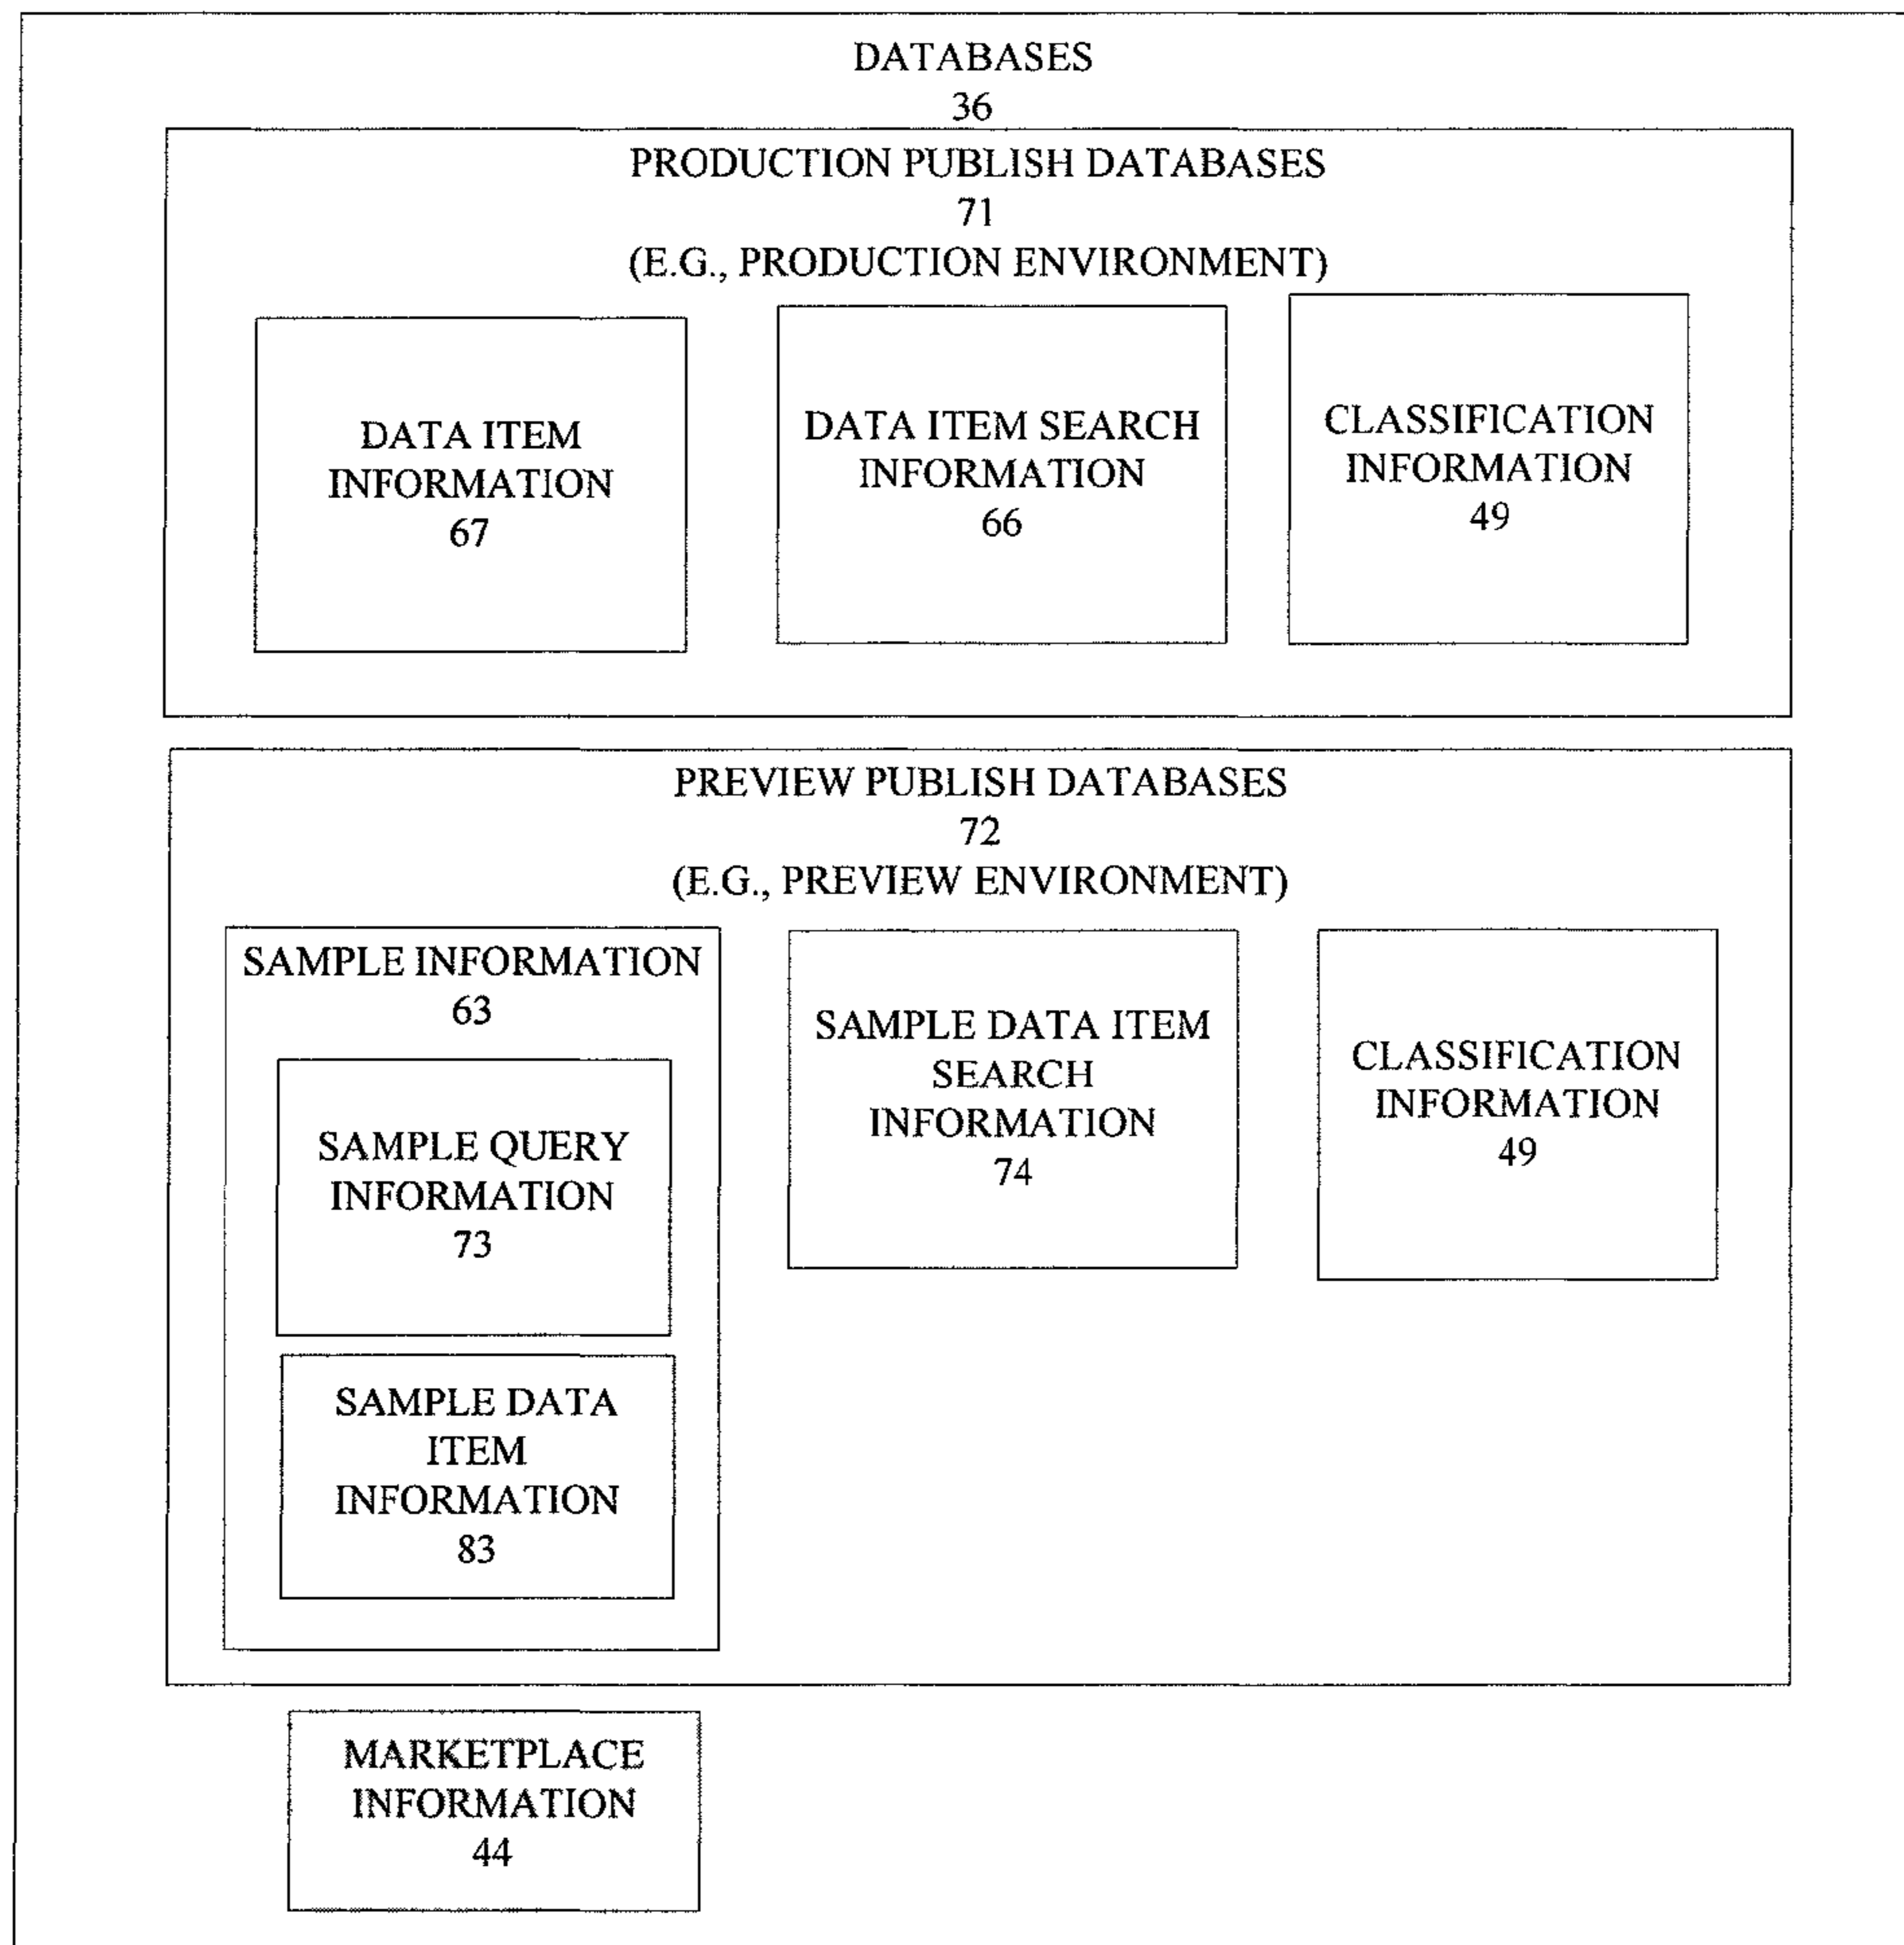 DATABASES
36
PRODUCTION PUBLISH DATABASES
71
(E.G., PRODUCTION ENVIRONMENT)
DATA ITEM
INFORMATION
67
DATA ITEM SEARCH
INFORMATION
66
CLASSIFICATION
INFORMATION
49
PREVIEW PUBLISH DATABASES
72
(E.G., PREVIEW ENVIRONMENT)
SAMPLE INFORMATION
63
SAMPLE QUERY
INFORMATION
73
SAMPLE DATA
ITEM
INFORMATION
83
SAMPLE DATA ITEM
SEARCH
INFORMATION
74
CLASSIFICATION
INFORMATION
49
MARKETPLACE
INFORMATION
44